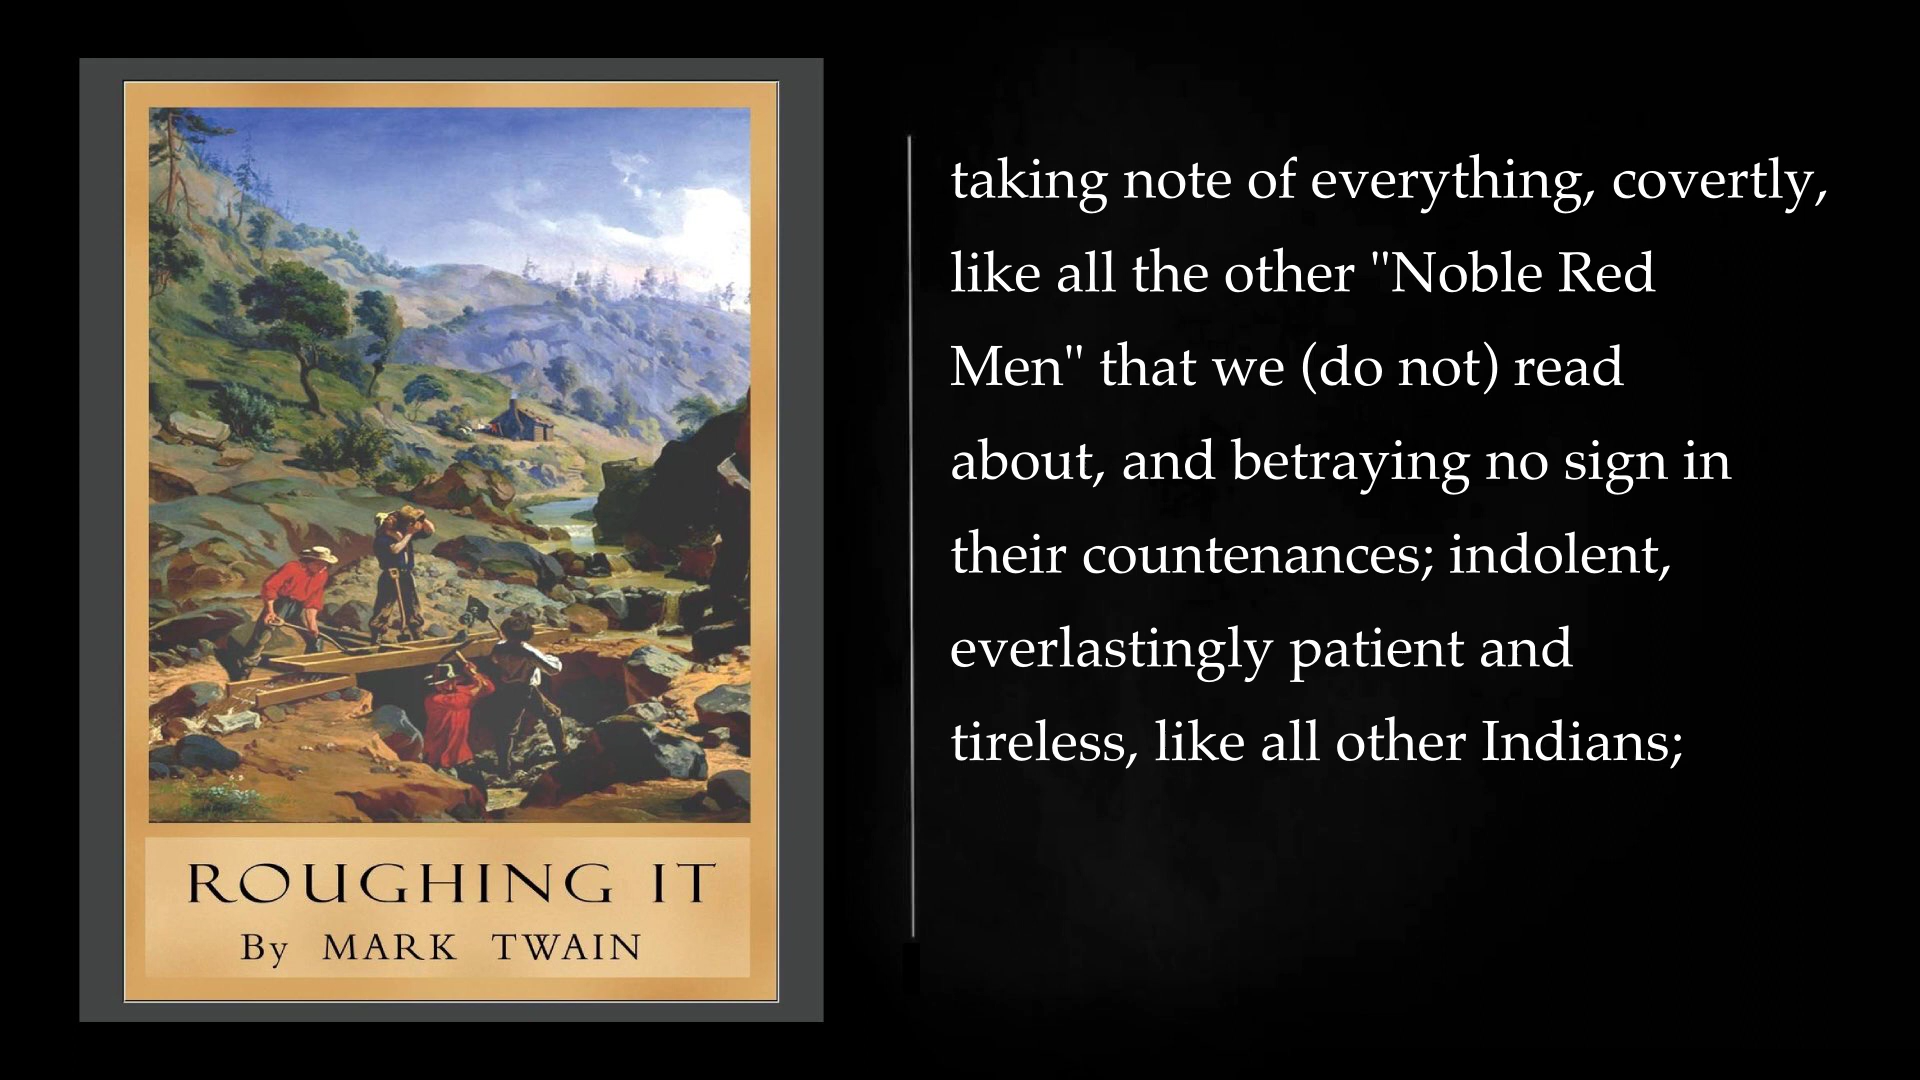 ROUGHING IT
By MARK TWAIN
taking note of everything, covertly,
like all the other "Noble Red
Men" that we (do not) read
about, and betraying no sign in
their countenances; indolent,
everlastingly patient and
tireless, like all other Indians;